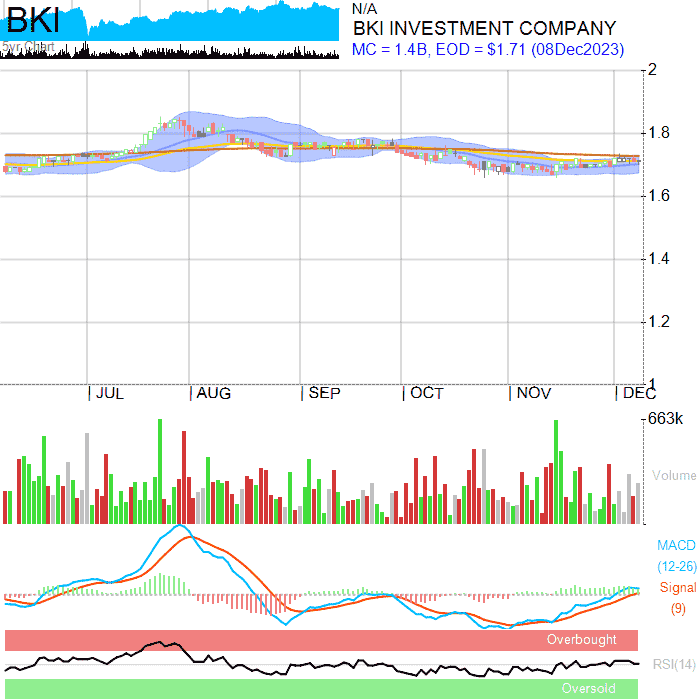 BKI
5yr Chart
N/A
BKI INVESTMENT COMPANY
MC = 1.4B, EOD = $1.71 (08Dec2023)
2
1.8
1.6
1.4
1.2
1
JUL AUG SEP OCT NOV DEC
663k
Volume
MACD
(12-26)
Signal
(9)
Overbought
RSI(14)
Oversold